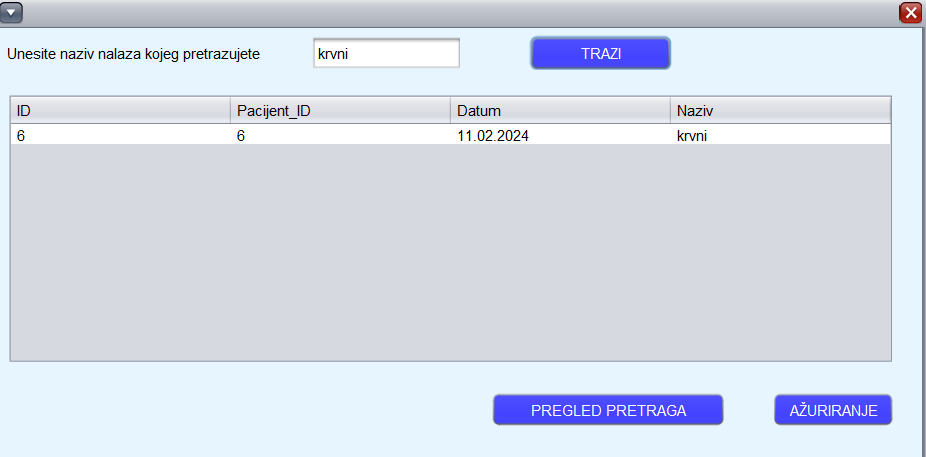 Unesite naziv nalaza kojeg pretrazujete krvni TRAZI
ID Pacijent_ID Datum Naziv
6 6 11.02.2024 krvni
PREGLED PRETRAGA AŽURIRANJE